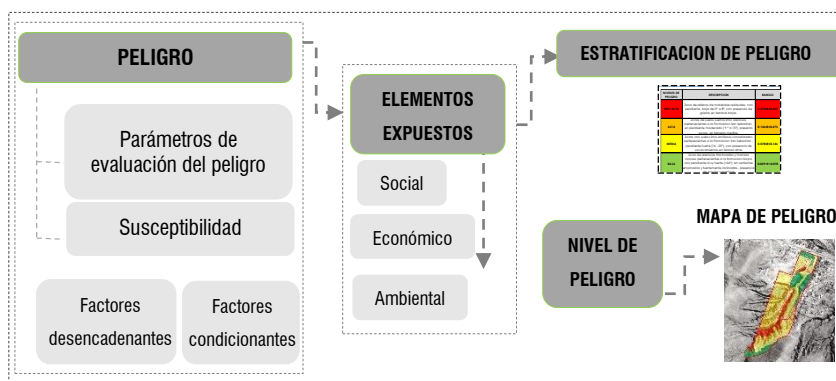 PELIGRO
Parámetros de
evaluación del peligro
Susceptibilidad
Factores
desencadenantes
Factores
condicionantes
ELEMENTOS
EXPUESTOS
Social
Económico
Ambiental
ESTRATIFICACION DE PELIGRO
NIVEL DE
PELIGRO
MAPA DE PELIGRO